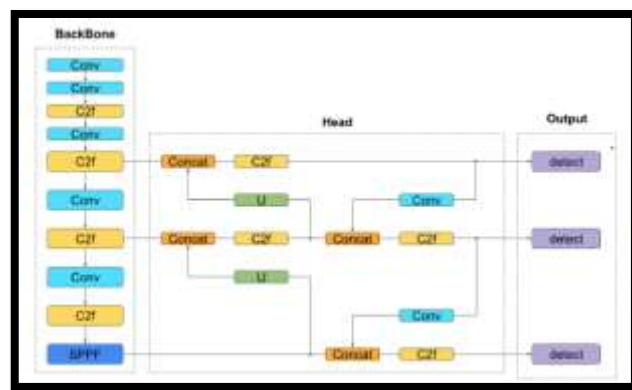 BackBone
Conv
Conv
C2f
Conv
C2f
Conv
C2f
Conv
C2f
SPPF
Head
Concat C2f
U Conv
Concat C2f Concat C2f
U
Conv
Concat C2f
Output
detect
detect
detect